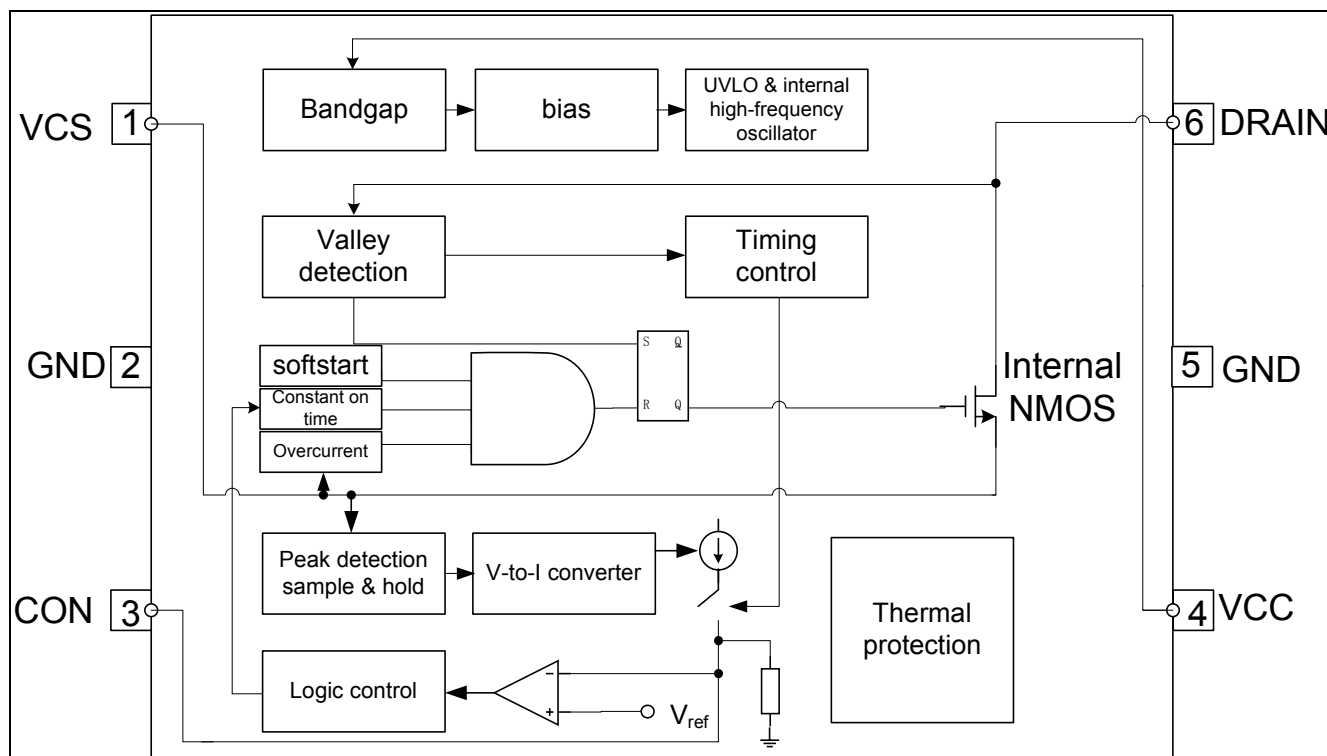 Bandgap
bias
UVLO & internal
high-frequency
oscillator
VCS
1
6
DRAIN
Valley
detection
Timing
control
GND
2
softstart
Constant on
time
Overcurrent
S Q
R Q
Internal
NMOS
5
GND
Peak detection
sample & hold
V-to-I converter
CON
3
Thermal
protection
4
VCC
Logic control
−
+
Vref